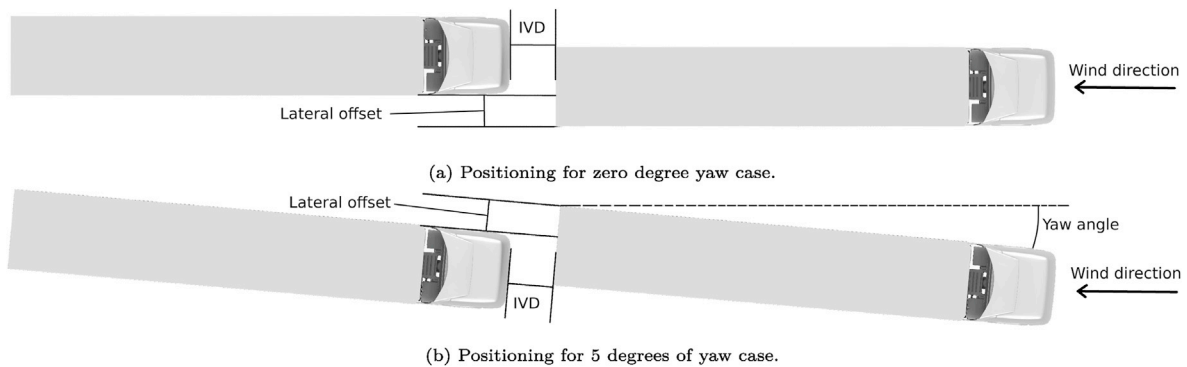 IVD
Wind direction
Lateral offset
(a) Positioning for zero degree yaw case.
Lateral offset
Yaw angle
Wind direction
IVD
(b) Positioning for 5 degrees of yaw case.